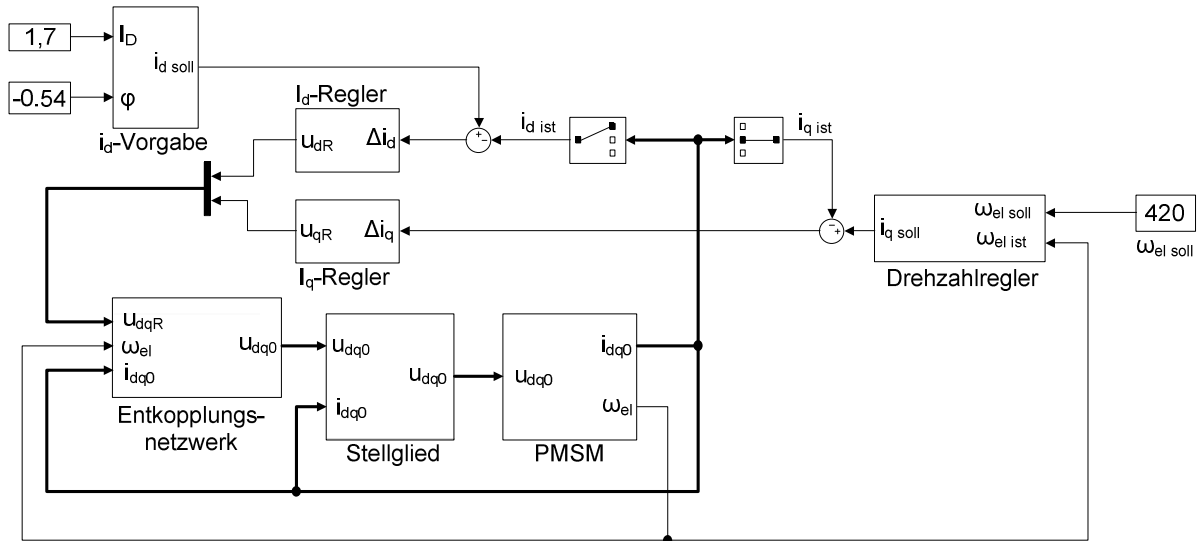 1,7
I_D
i_d soll
-0.54
φ
i_d-Vorgabe
I_d-Regler
u_dR Δi_d
+ −
i_d ist
i_q ist
u_qR Δi_q
I_q-Regler
− +
i_q soll
ω_el soll
ω_el ist
Drehzahlregler
420
ω_el soll
u_dqR
ω_el
i_dq0
u_dq0
Entkopplungs-
netzwerk
u_dq0
i_dq0
u_dq0
Stellglied
u_dq0
i_dq0
ω_el
PMSM